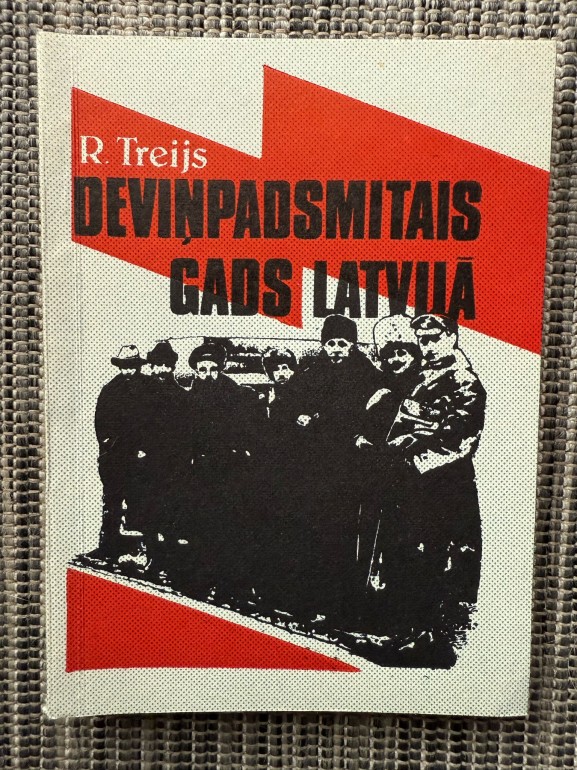 R. Treijs
DEVIŅPADSMITAIS
GADS LATVIJĀ